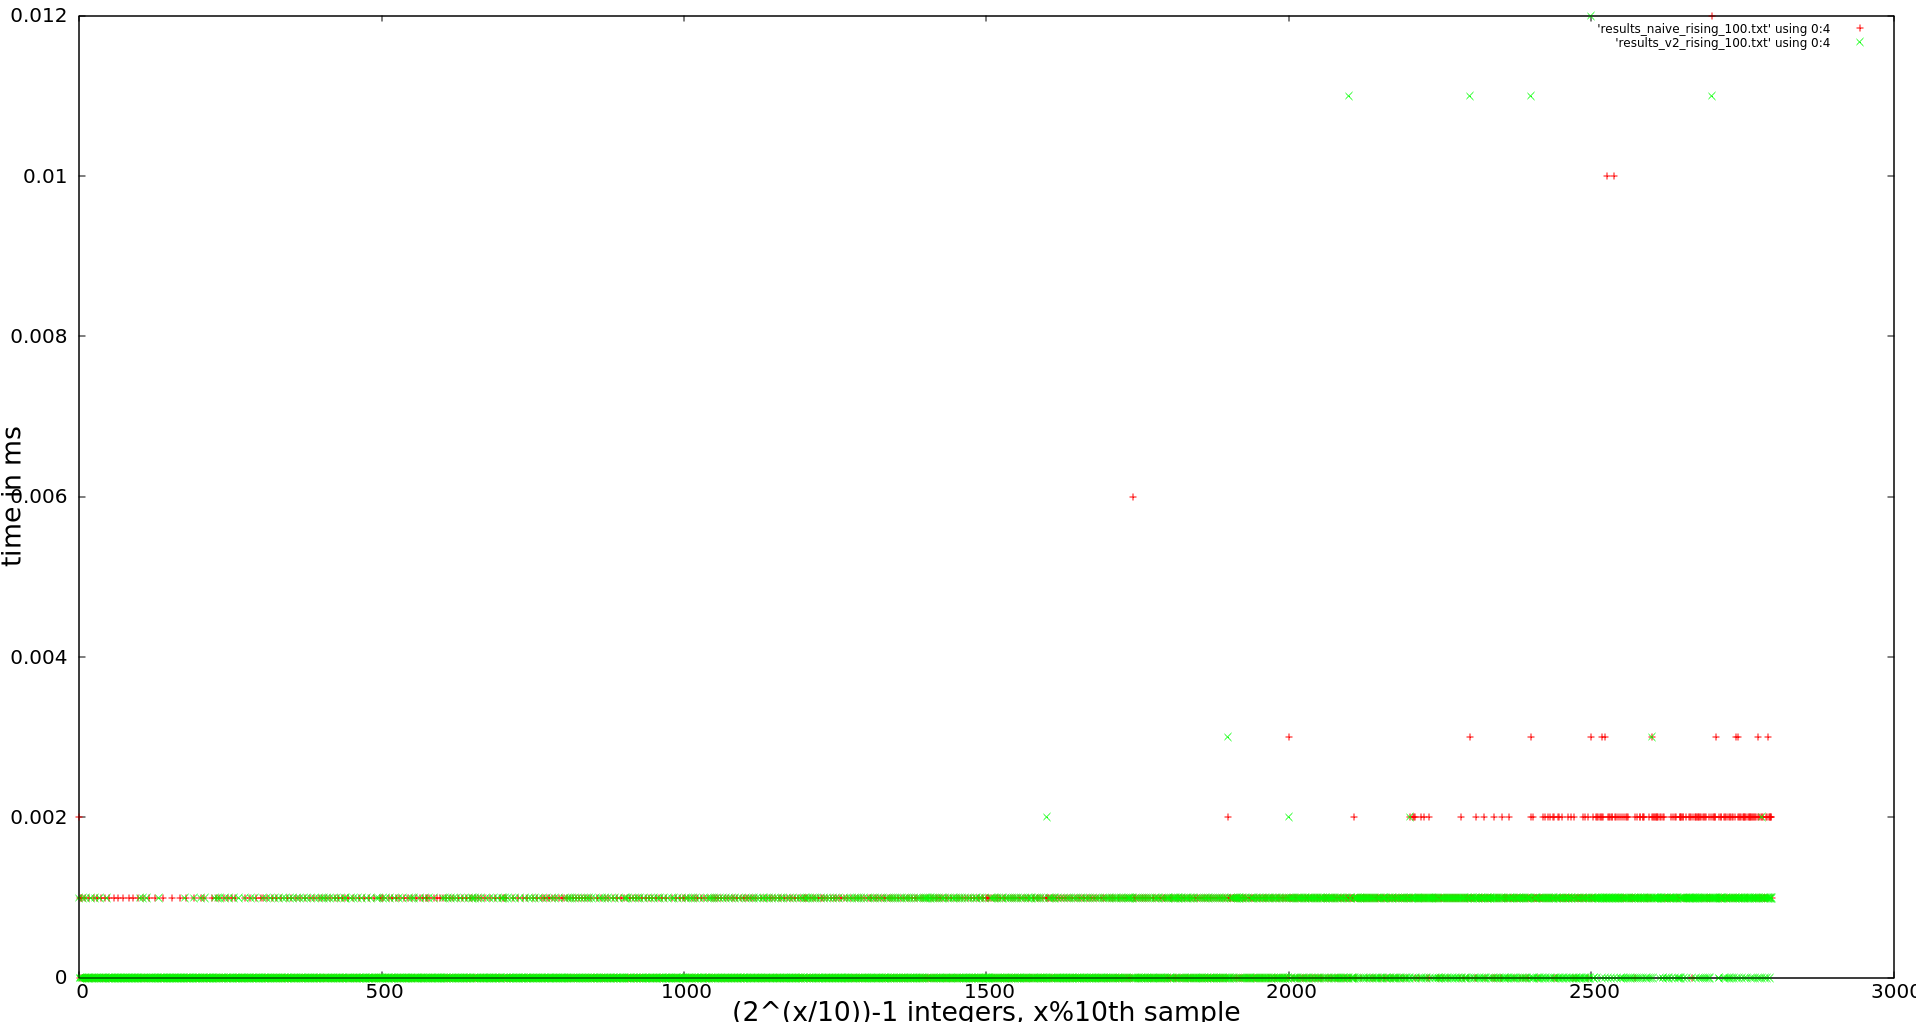 0.012
'results_naive_rising_100.txt' using 0:4
'results_v2_rising_100.txt' using 0:4
0.01
0.008
0.006
time in ms
0.004
0.002
0
0 500 1000 1500 2000 2500 3000
(2^(x/10))-1 integers, x%10th sample